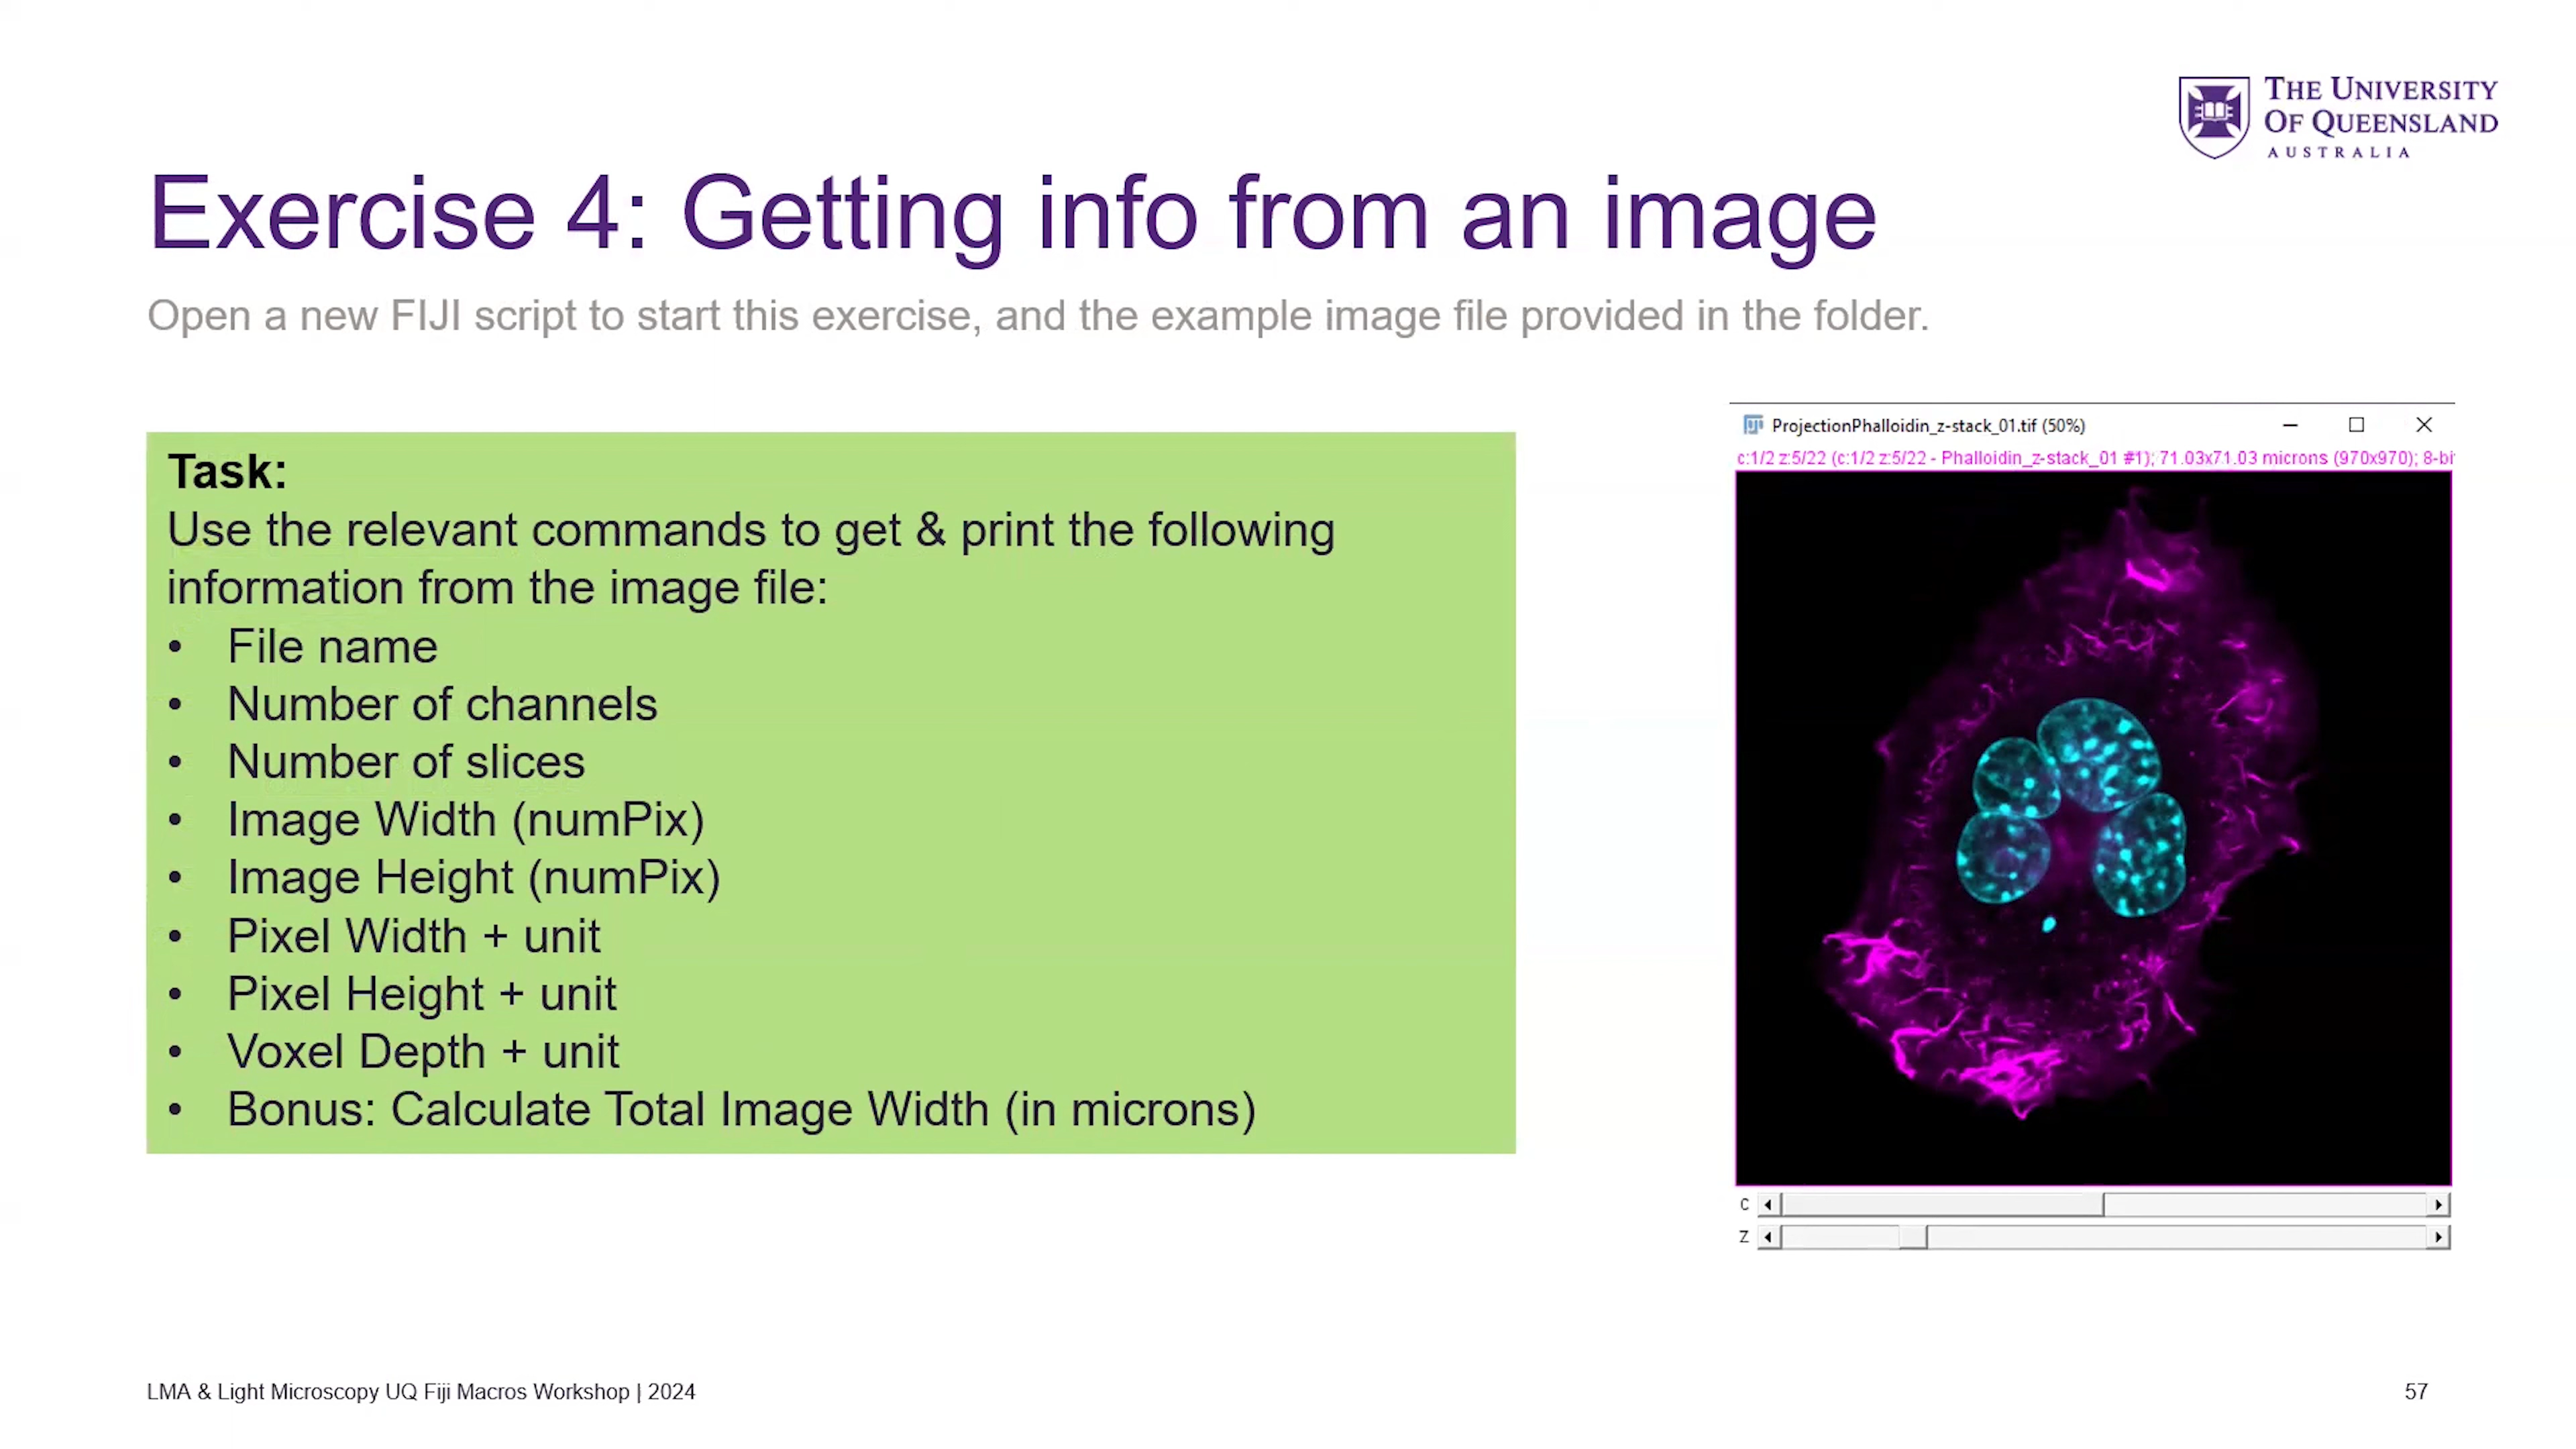 THE UNIVERSITY
OF QUEENSLAND
AUSTRALIA
Exercise 4: Getting info from an image
Open a new FIJI script to start this exercise, and the example image file provided in the folder.
Task:
Use the relevant commands to get & print the following
information from the image file:
• File name
• Number of channels
• Number of slices
• Image Width (numPix)
• Image Height (numPix)
• Pixel Width + unit
• Pixel Height + unit
• Voxel Depth + unit
• Bonus: Calculate Total Image Width (in microns)
ProjectionPhalloidin_z-stack_01.tif (50%)
c:1/2 z:5/22 (c:1/2 z:5/22 - Phalloidin_z-stack_01 #1); 71.03x71.03 microns (970x970); 8-bi
C
Z
LMA & Light Microscopy UQ Fiji Macros Workshop | 2024
57